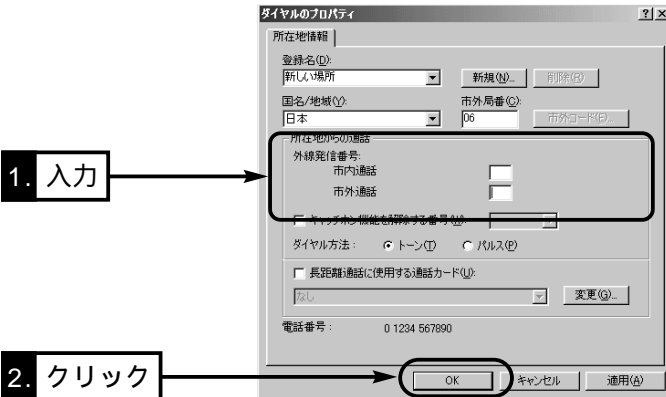 ダイヤルのプロパティ ? ×
所在地情報
登録名(D):
新しい場所 新規(N)... 削除(R)
国名/地域(Y): 市外局番(C):
日本 06 市外コード(E)...
所在地からの通話
外線発信番号:
市内通話
1. 入力
市外通話
キャッチホン機能を解除する番号(W):
ダイヤル方法: トーン(T) パルス(P)
長距離通話に使用する通話カード(U):
なし 変更(G)...
電話番号: 0 1234 567890
2. クリック
OK キャンセル 適用(A)